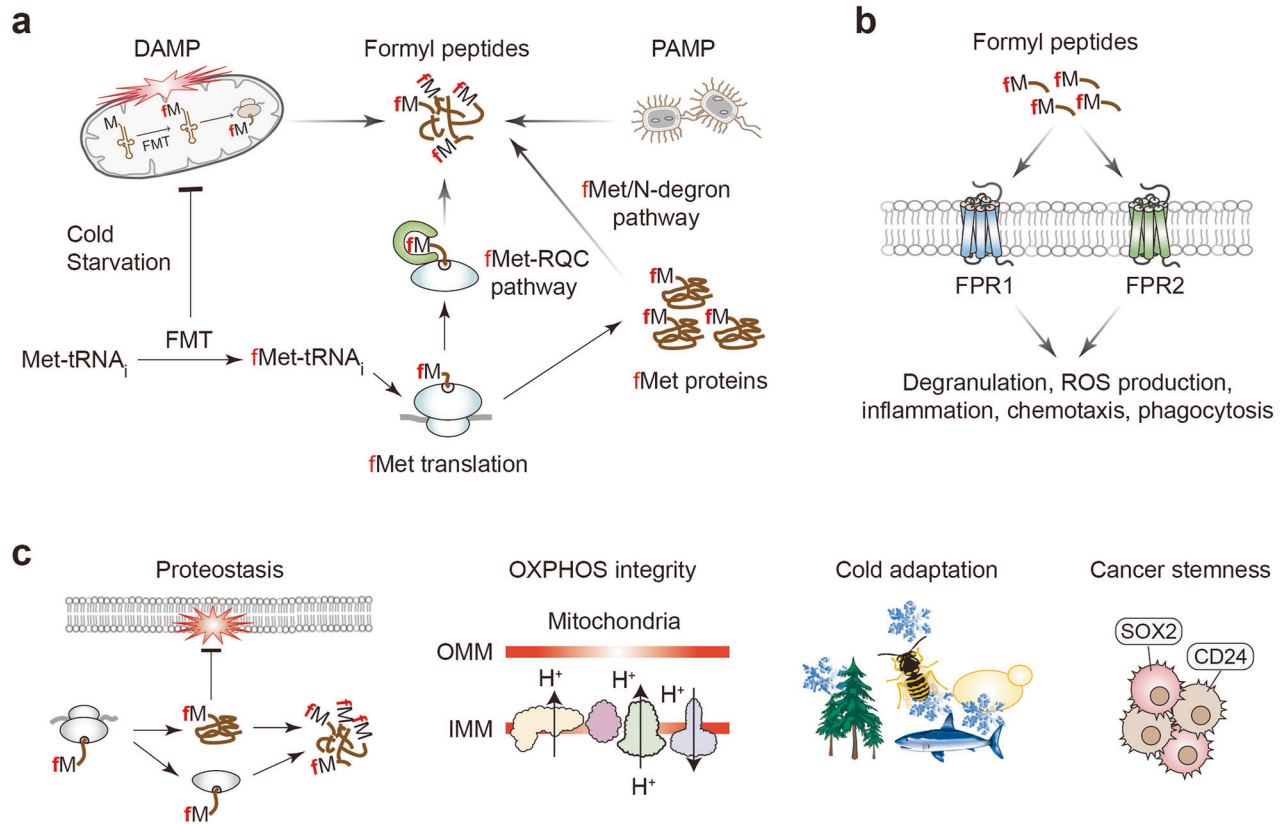 a
DAMP
Formyl peptides
PAMP
M
fM
FMT
fM
fM
fM
fM
fM
fMet/N-degron
pathway
Cold
Starvation
fM
fMet-RQC
pathway
fM
fM
fM
FMT
Met-tRNAi
fMet-tRNAi
fM
fMet proteins
fMet translation
b
Formyl peptides
fM
fM
fM
fM
FPR1
FPR2
Degranulation, ROS production,
inflammation, chemotaxis, phagocytosis
c
Proteostasis
fM
fM
fM
fM
fM
fM
fM
OXPHOS integrity
Mitochondria
OMM
H+
H+
H+
IMM
H+
Cold adaptation
Cancer stemness
SOX2
CD24